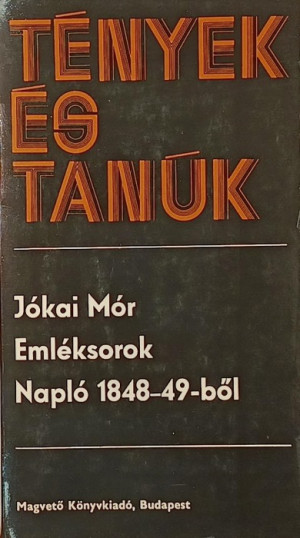 TÉNYEK
ÉS
TANÚK
Jókai Mór
Emléksorok
Napló 1848–49-ből
Magvető Könyvkiadó, Budapest